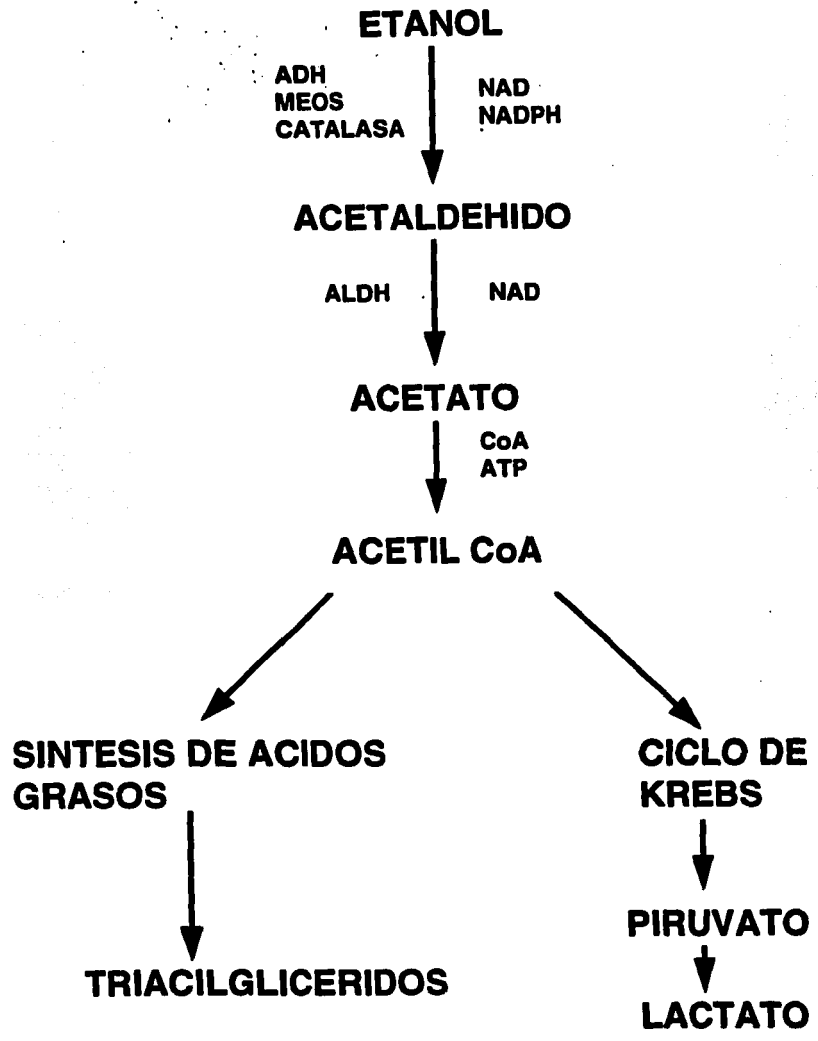 ETANOL
ADH
MEOS
CATALASA
NAD
NADPH
ACETALDEHIDO
ALDH
NAD
ACETATO
CoA
ATP
ACETIL CoA
SINTESIS DE ACIDOS
GRASOS
CICLO DE
KREBS
PIRUVATO
TRIACILGLICERIDOS
LACTATO